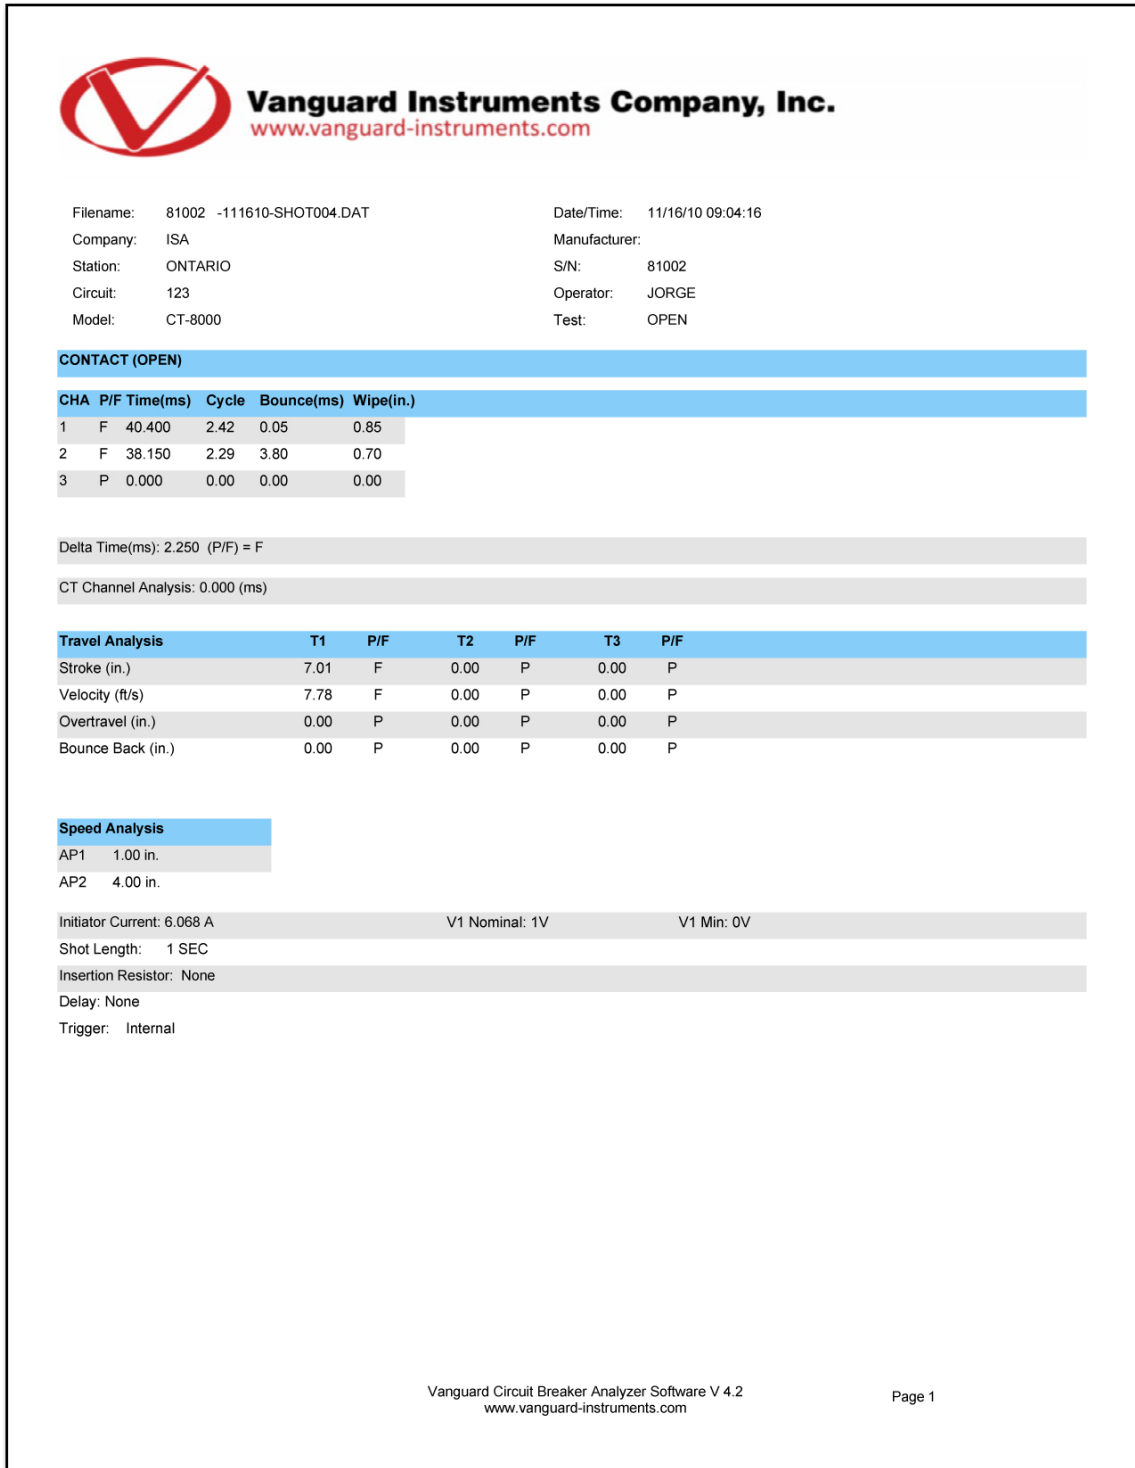 Vanguard Instruments Company, Inc.
www.vanguard-instruments.com
Filename: 81002 -111610-SHOT004.DAT Date/Time: 11/16/10 09:04:16
Company: ISA Manufacturer:
Station: ONTARIO S/N: 81002
Circuit: 123 Operator: JORGE
Model: CT-8000 Test: OPEN
CONTACT (OPEN)
CHA P/F Time(ms) Cycle Bounce(ms) Wipe(in.)
1 F 40.400 2.42 0.05 0.85
2 F 38.150 2.29 3.80 0.70
3 P 0.000 0.00 0.00 0.00
Delta Time(ms): 2.250 (P/F) = F
CT Channel Analysis: 0.000 (ms)
Travel Analysis T1 P/F T2 P/F T3 P/F
Stroke (in.) 7.01 F 0.00 P 0.00 P
Velocity (ft/s) 7.78 F 0.00 P 0.00 P
Overtravel (in.) 0.00 P 0.00 P 0.00 P
Bounce Back (in.) 0.00 P 0.00 P 0.00 P
Speed Analysis
AP1 1.00 in.
AP2 4.00 in.
Initiator Current: 6.068 A V1 Nominal: 1V V1 Min: 0V
Shot Length: 1 SEC
Insertion Resistor: None
Delay: None
Trigger: Internal
Vanguard Circuit Breaker Analyzer Software V 4.2
www.vanguard-instruments.com
Page 1